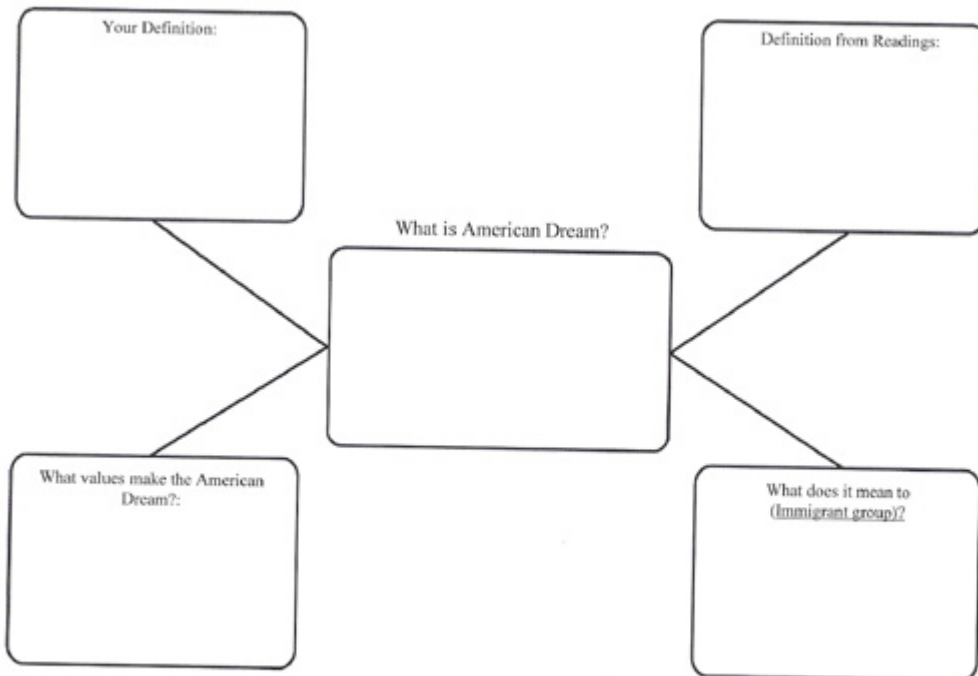 Your Definition:
Definition from Readings:
What is American Dream?
What values make the American
Dream?:
What does it mean to
(Immigrant group)?